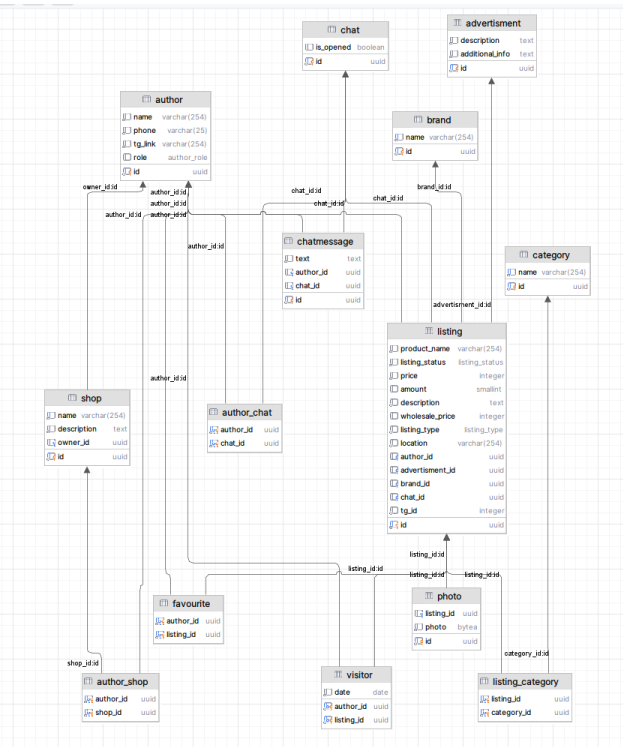 chat
is_opened boolean
id uuid
advertisment
description text
additional_info text
id uuid
author
name varchar(254)
phone varchar(25)
tg_link varchar(254)
role author_role
id uuid
brand
name varchar(254)
id uuid
owner_id:id
author_id:id
author_id:id
author_id:id
author_id:id
chat_id:id
chat_id:id
chat_id:id
brand_id:id
author_id:id
chatmessage
text text
author_id uuid
chat_id uuid
id uuid
category
name varchar(254)
id uuid
advertisment_id:id
listing
product_name varchar(254)
listing_status listing_status
price integer
amount smallint
description text
wholesale_price integer
listing_type listing_type
location varchar(254)
author_id uuid
advertisment_id uuid
brand_id uuid
chat_id uuid
tg_id integer
id uuid
author_id:id
shop
name varchar(254)
description text
owner_id uuid
id uuid
author_chat
author_id uuid
chat_id uuid
listing_id:id
listing_id:id
listing_id:id
listing_id:id
favourite
author_id uuid
listing_id uuid
photo
listing_id uuid
photo bytea
id uuid
shop_id:id
category_id:id
author_shop
author_id uuid
shop_id uuid
visitor
date date
author_id uuid
listing_id uuid
listing_category
listing_id uuid
category_id uuid